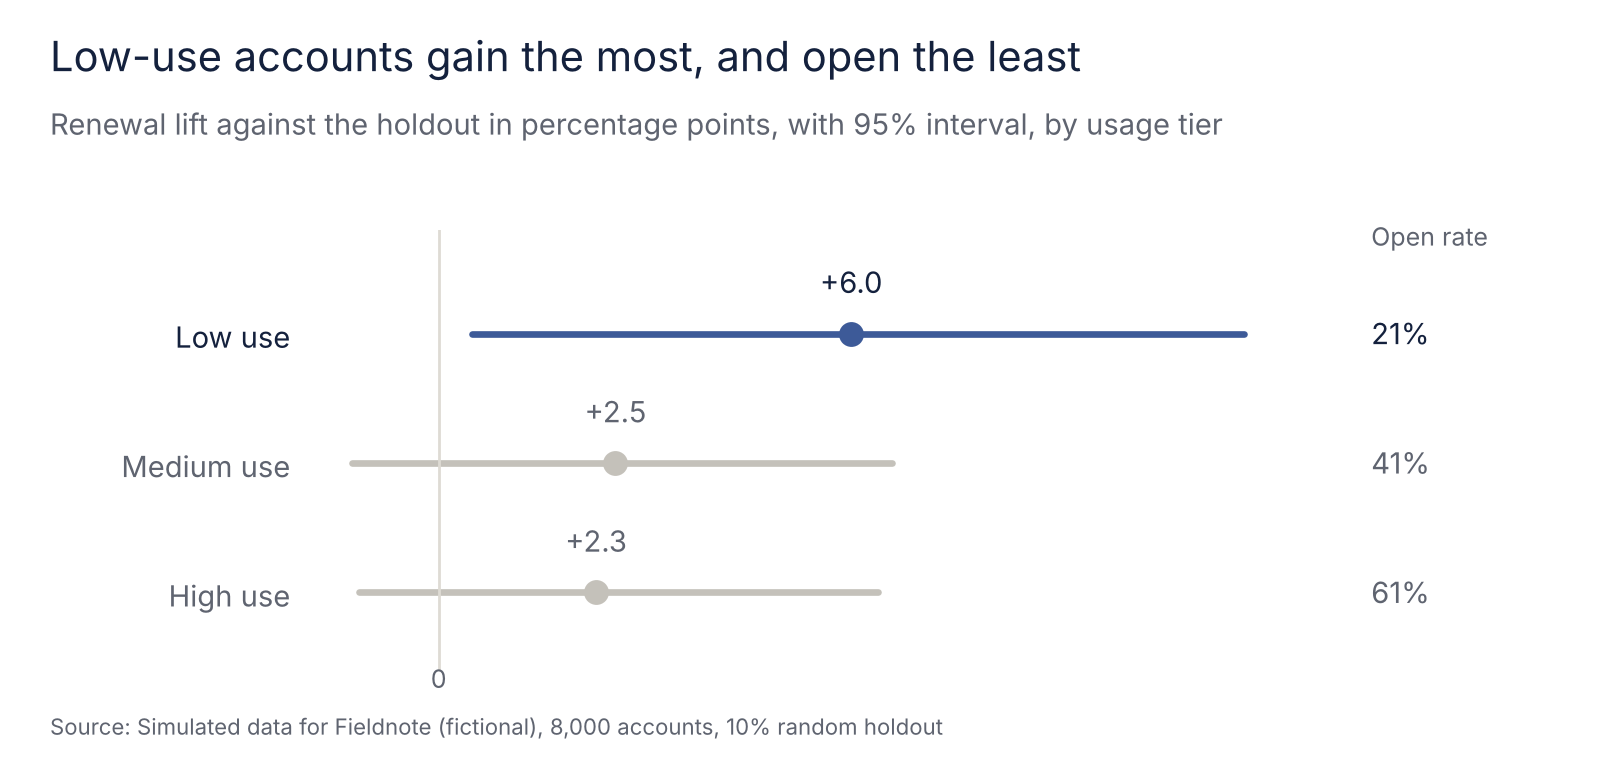 Low-use accounts gain the most, and open the least
Renewal lift against the holdout in percentage points, with 95% interval, by usage tier
Open rate
+6.0
Low use
21%
+2.5
Medium use
41%
+2.3
High use
61%
0
Source: Simulated data for Fieldnote (fictional), 8,000 accounts, 10% random holdout